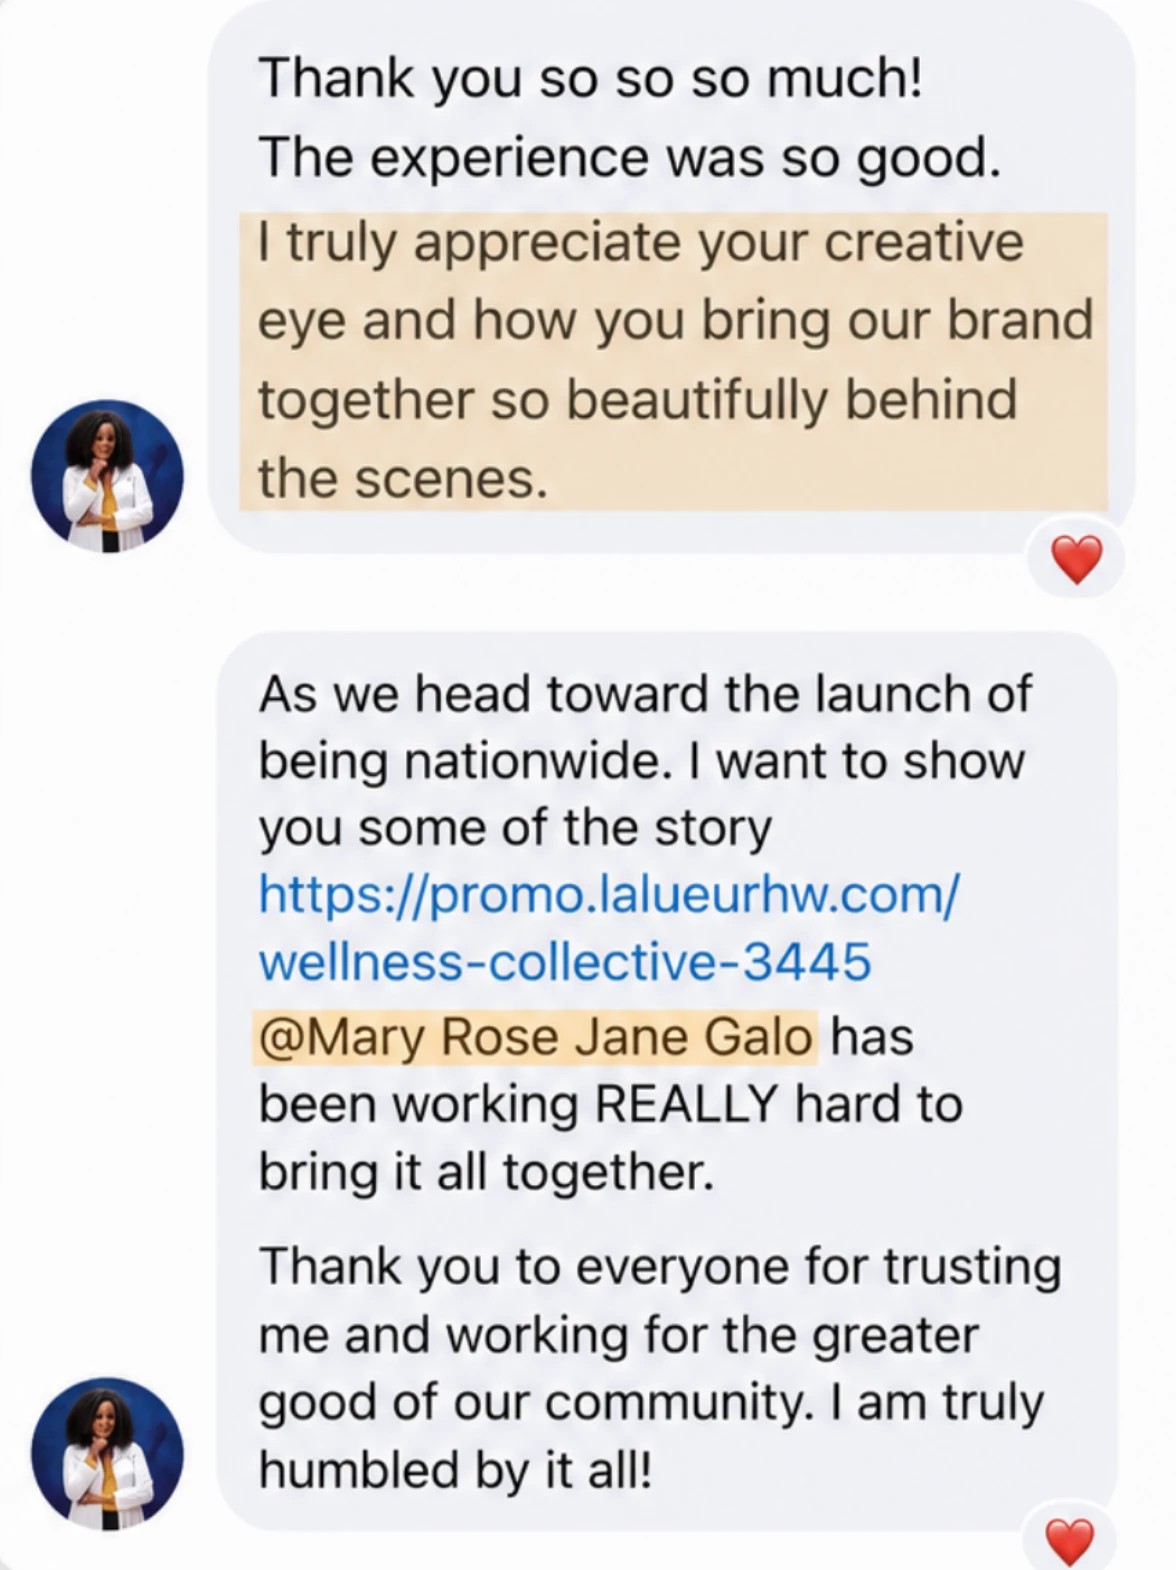 Thank you so so so much!
The experience was so good.
I truly appreciate your creative
eye and how you bring our brand
together so beautifully behind
the scenes.
As we head toward the launch of
being nationwide. I want to show
you some of the story
https://promo.lalueurhw.com/
wellness-collective-3445
@Mary Rose Jane Galo has
been working REALLY hard to
bring it all together.
Thank you to everyone for trusting
me and working for the greater
good of our community. I am truly
humbled by it all!